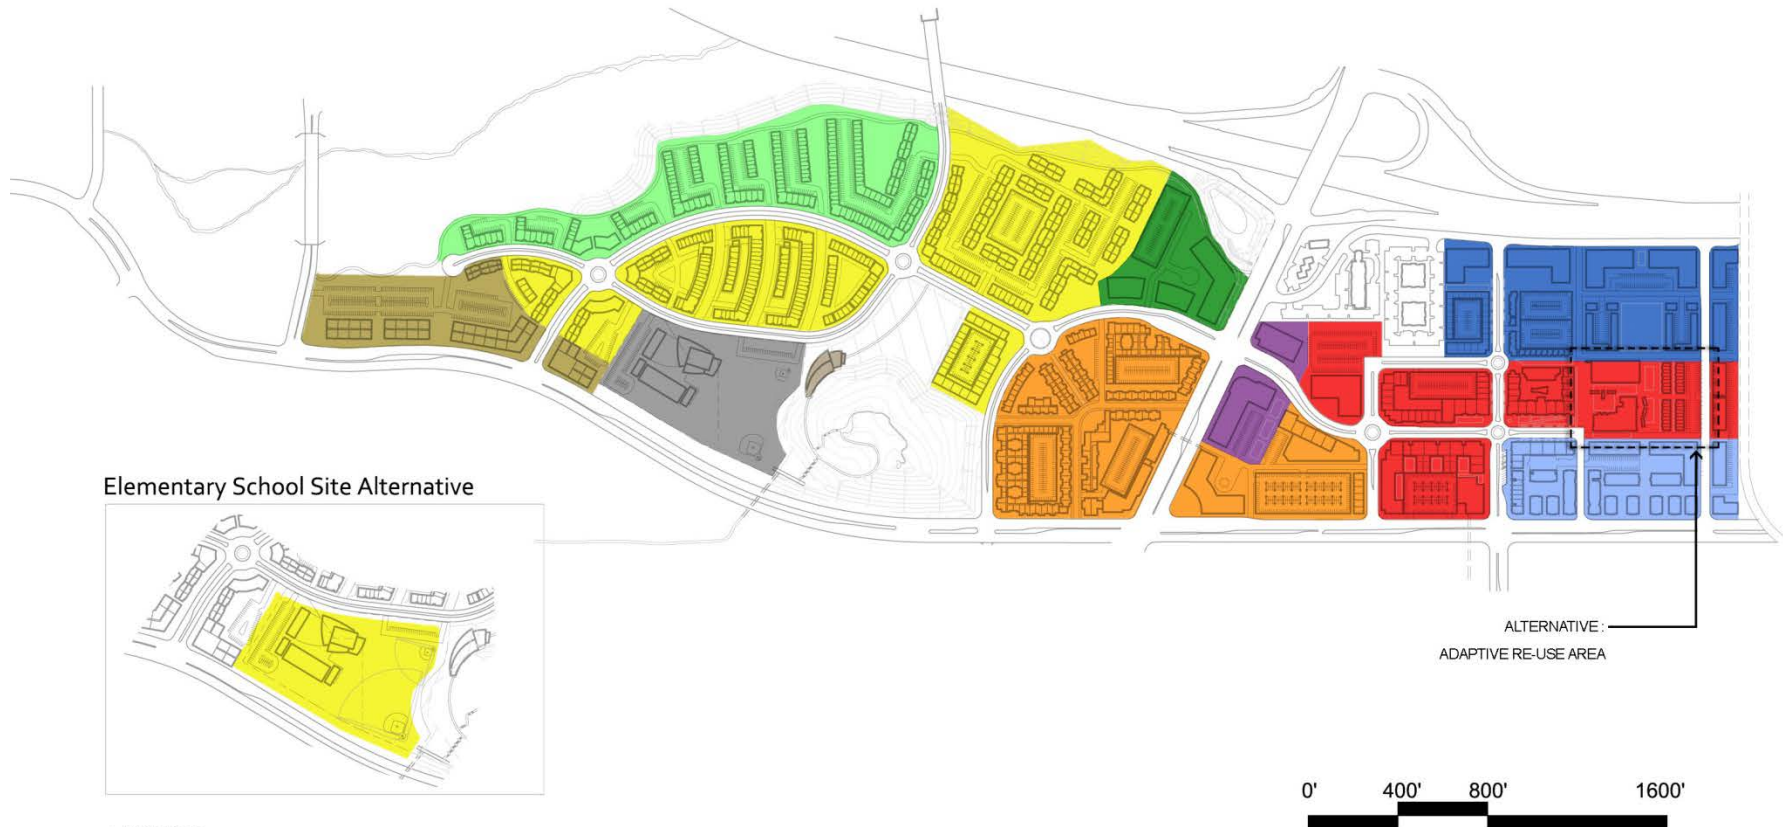 Elementary School Site Alternative
ALTERNATIVE :
ADAPTIVE RE-USE AREA
0' 400' 800' 1600'